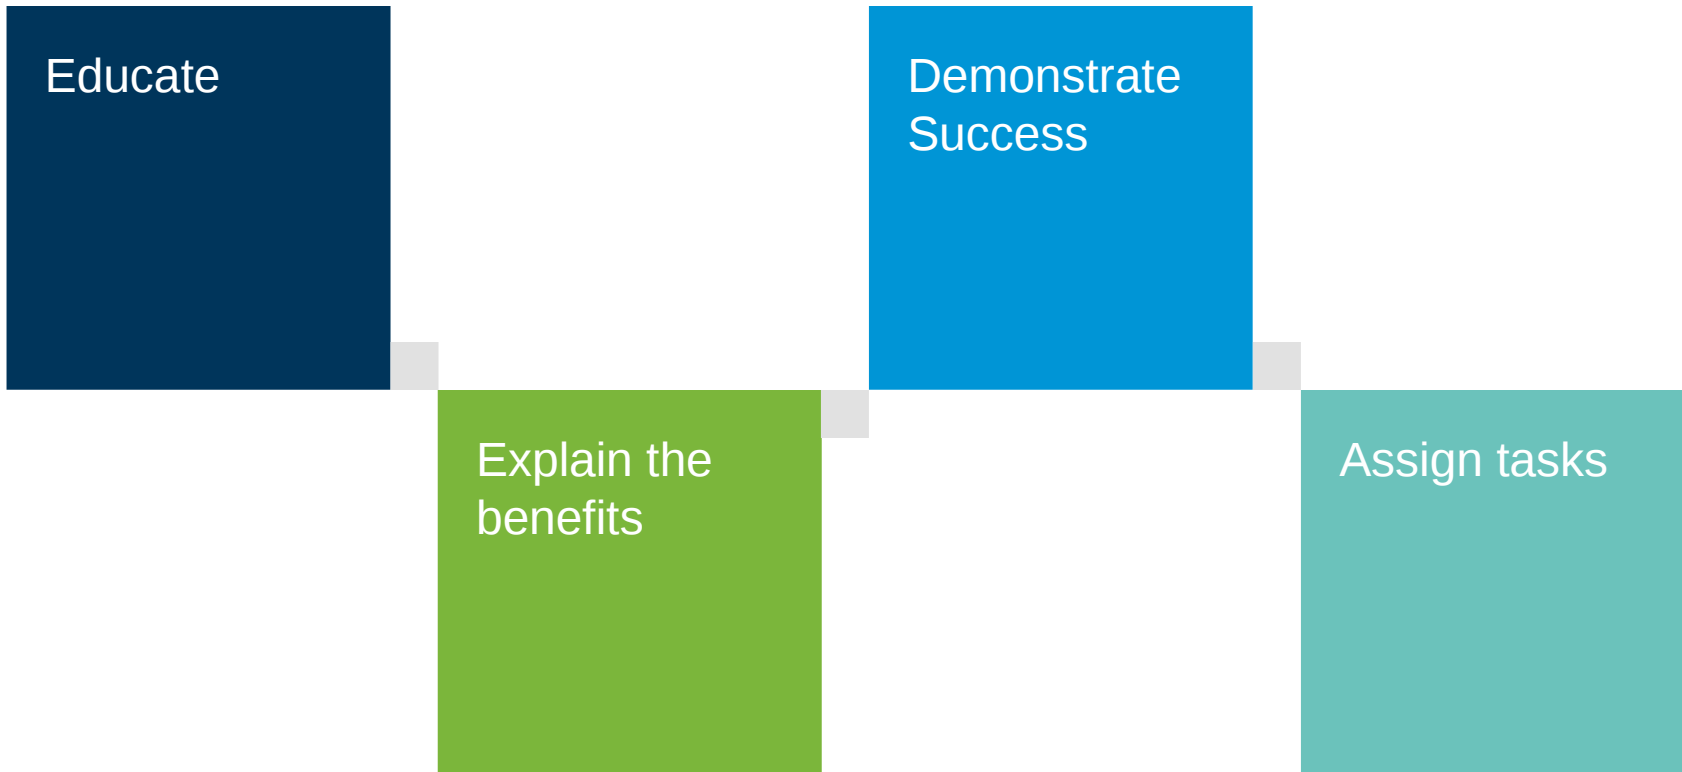 Educate
Explain the
benefits
Demonstrate
Success
Assign tasks